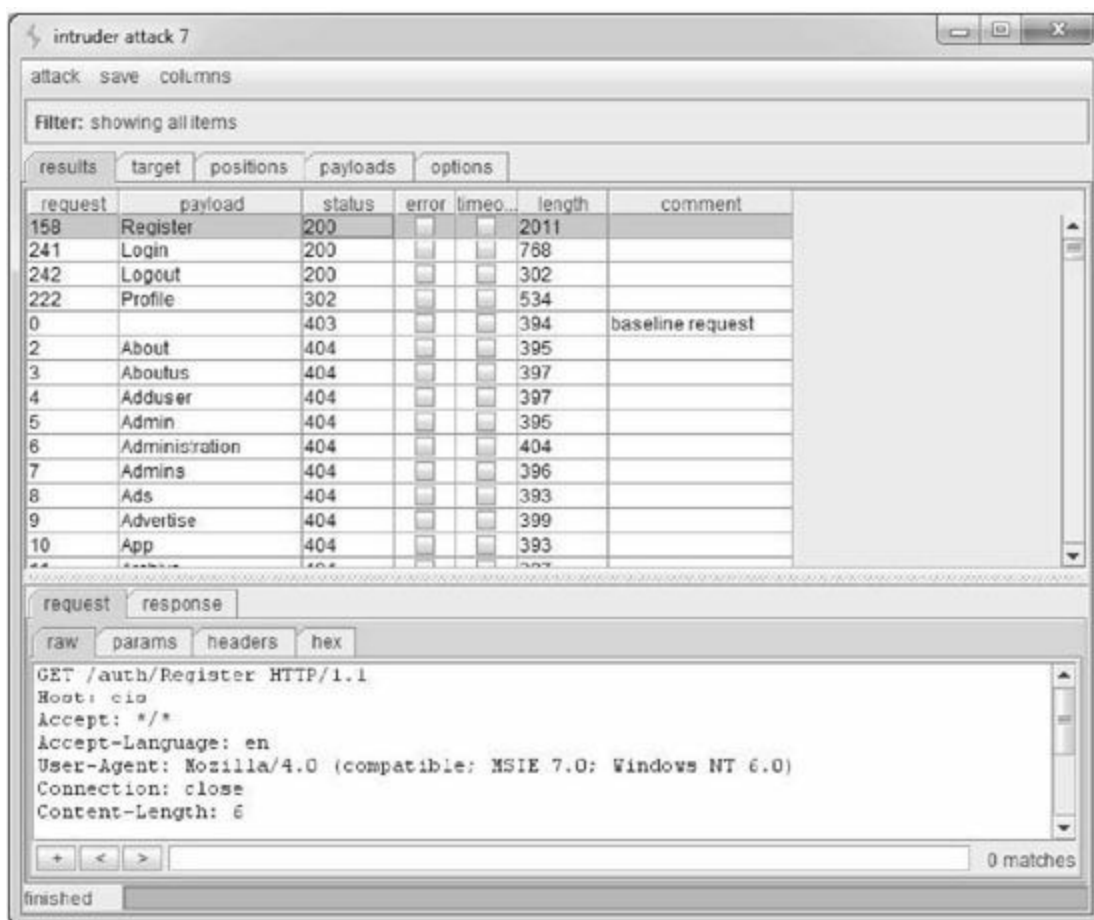 intruder attack 7
attack save columns
Filter: showing all items
results target positions payloads options
request payload status error timeo... length comment
158 Register 200 2011
241 Login 200 768
242 Logout 200 302
222 Profile 302 534
0 403 394 baseline request
2 About 404 395
3 Aboutus 404 397
4 Adduser 404 397
5 Admin 404 395
6 Administration 404 404
7 Admins 404 396
8 Ads 404 393
9 Advertise 404 399
10 App 404 393
request response
raw params headers hex
GET /auth/Register HTTP/1.1
Host: cis
Accept: */*
Accept-Language: en
User-Agent: Mozilla/4.0 (compatible; MSIE 7.0; Windows NT 6.0)
Connection: close
Content-Length: 6
+ < >
0 matches
finished